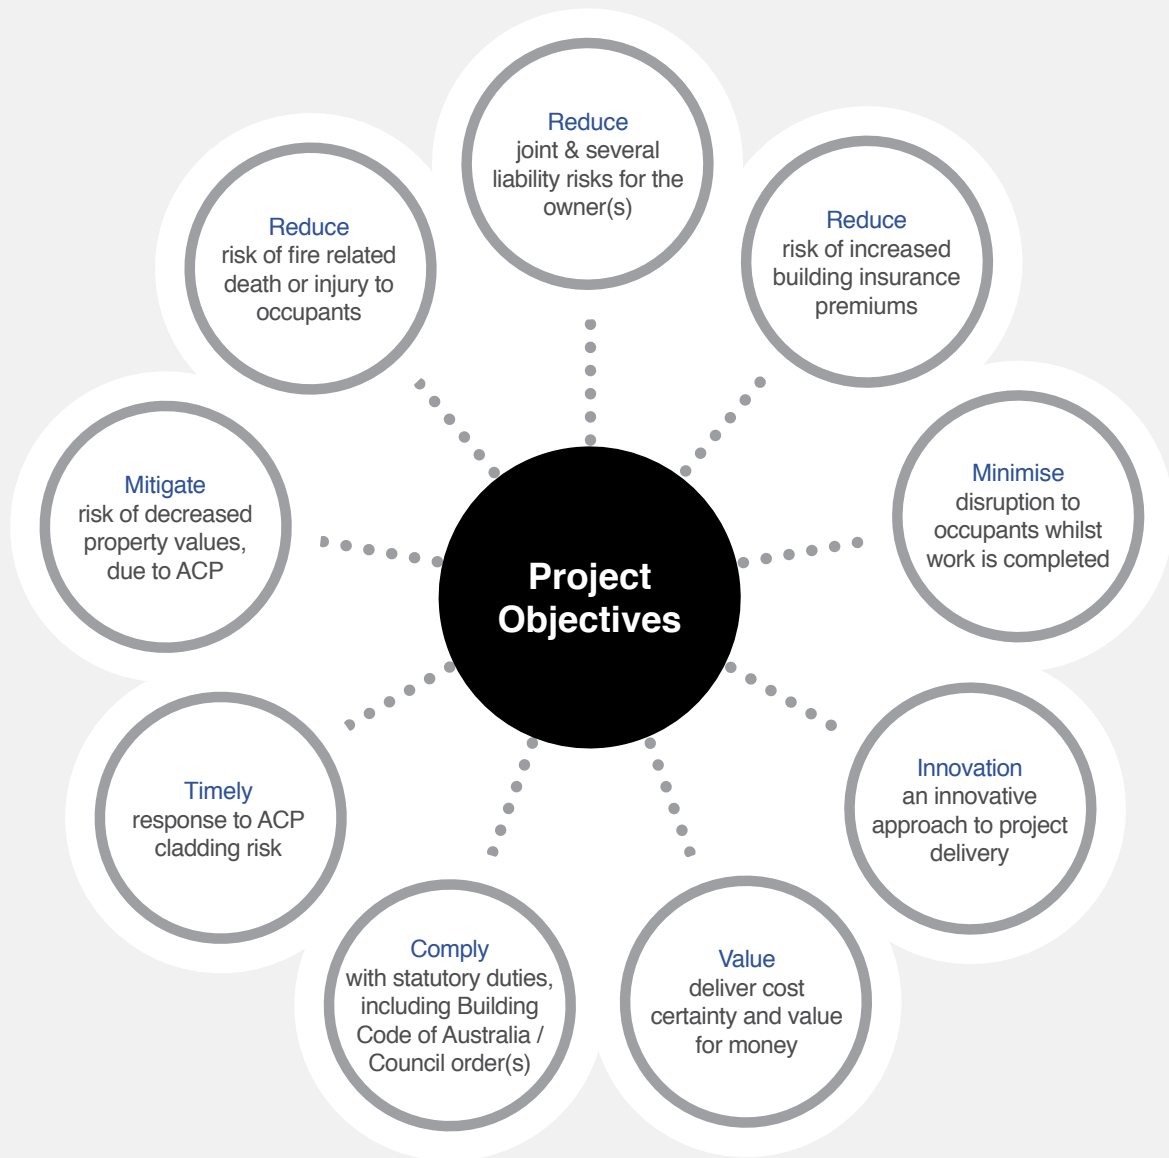 Reduce
joint & several
liability risks for the
owner(s)
Reduce
risk of increased
building insurance
premiums
Minimise
disruption to
occupants whilst
work is completed
Innovation
an innovative
approach to project
delivery
Value
deliver cost
certainty and value
for money
Comply
with statutory duties,
including Building
Code of Australia /
Council order(s)
Timely
response to ACP
cladding risk
Mitigate
risk of decreased
property values,
due to ACP
Reduce
risk of fire related
death or injury to
occupants
Project
Objectives